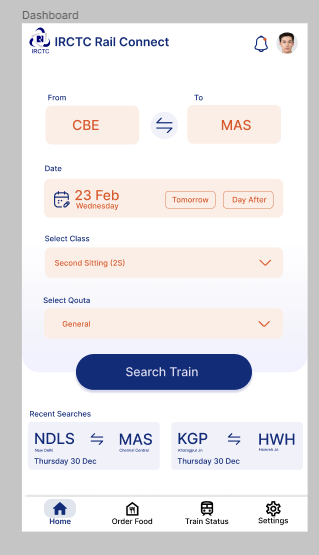 Dashboard
IRCTC Rail Connect
IRCTC
From
To
CBE
MAS
Date
23 Feb
Wednesday
Tomorrow
Day After
Select Class
Second Sitting (2S)
Select Qouta
General
Search Train
Recent Searches
NDLS
MAS
New Delhi
Chennai Central
Thursday 30 Dec
KGP
HWH
Kharagpur Jn
Howrah Jn
Thursday 30 Dec
Home
Order Food
Train Status
Settings